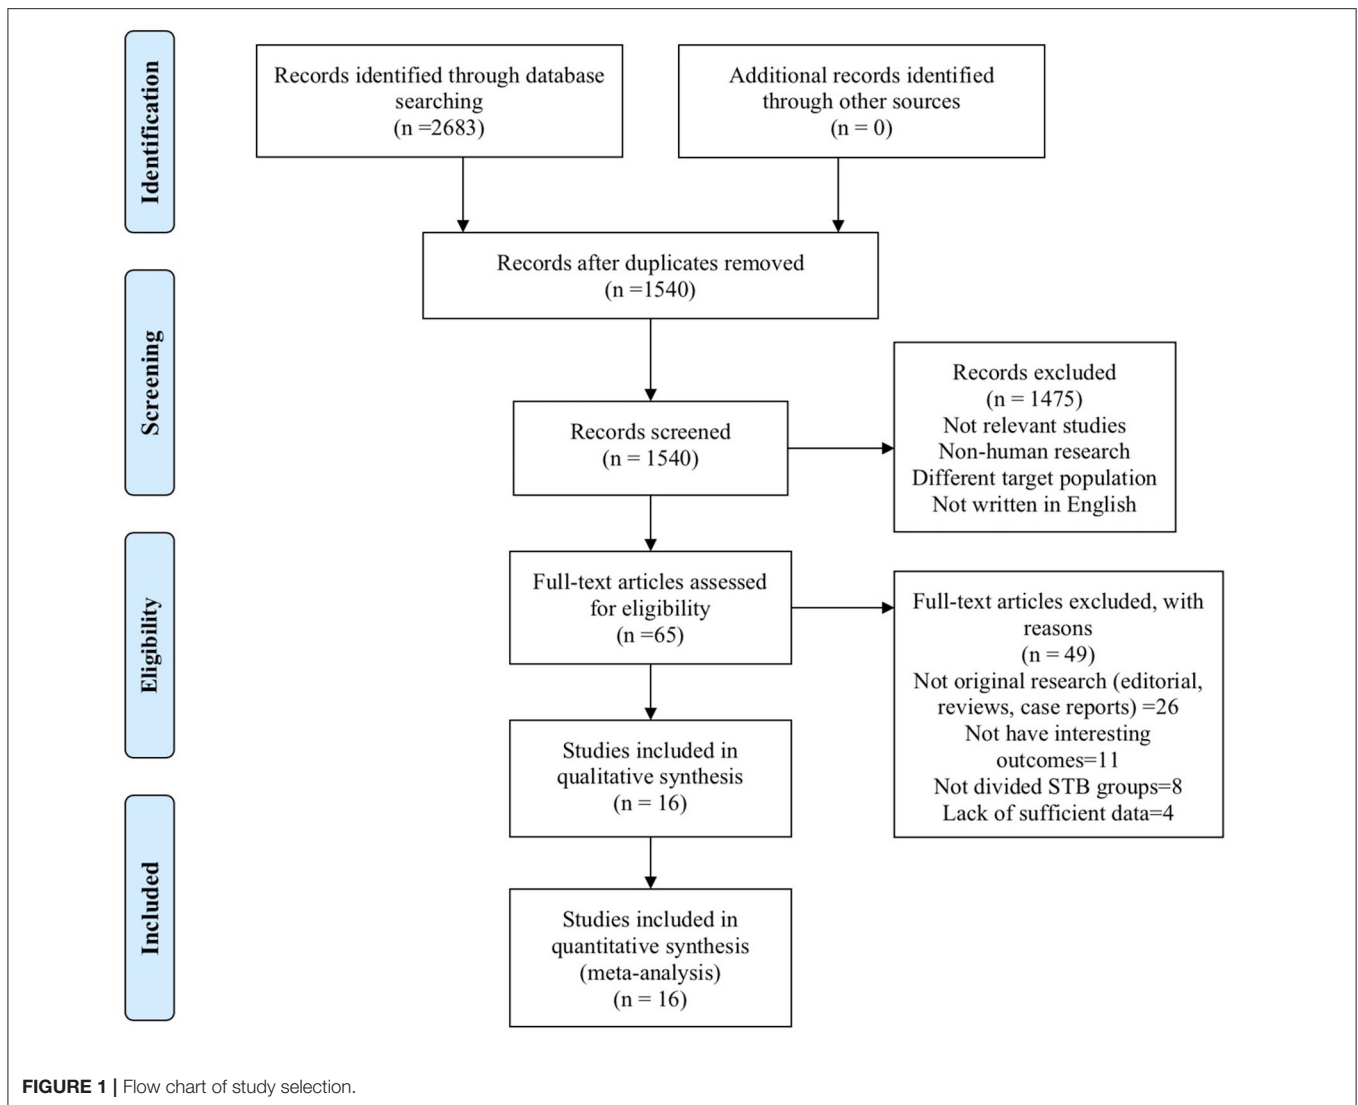 Identification
Records identified through database
searching
(n =2683)
Additional records identified
through other sources
(n = 0)
Records after duplicates removed
(n =1540)
Screening
Records screened
(n = 1540)
Records excluded
(n = 1475)
Not relevant studies
Non-human research
Different target population
Not written in English
Eligibility
Full-text articles assessed
for eligibility
(n =65)
Full-text articles excluded, with
reasons
(n = 49)
Not original research (editorial,
reviews, case reports) =26
Not have interesting
outcomes=11
Not divided STB groups=8
Lack of sufficient data=4
Studies included in
qualitative synthesis
(n = 16)
Included
Studies included in
quantitative synthesis
(meta-analysis)
(n = 16)
FIGURE 1 | Flow chart of study selection.